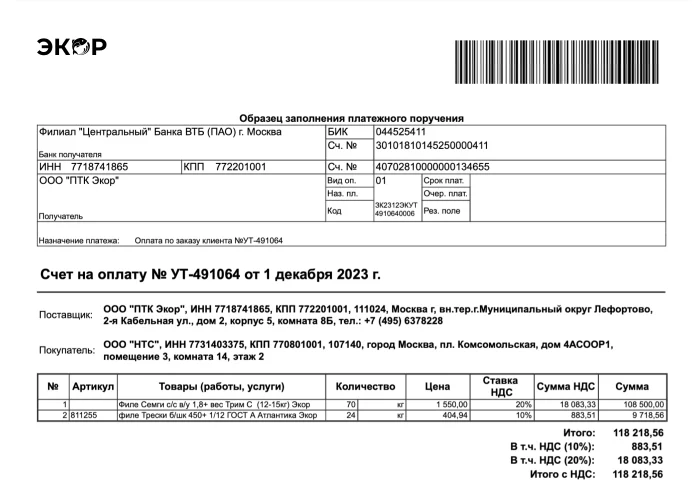 ЭКОР
Образец заполнения платежного поручения
Филиал "Центральный" Банка ВТБ (ПАО) г. Москва БИК 044525411
Сч. № 30101810145250000411
Банк получателя
ИНН 7718741865 КПП 772201001 Сч. № 40702810000000134655
ООО "ПТК Экор" Вид оп. 01 Срок плат.
Наз. пл. Очер. плат.
Получатель Код ЭК2312ЭКУТ Рез. поле
4910640006
Назначение платежа: Оплата по заказу клиента №УТ-491064
Счет на оплату № УТ-491064 от 1 декабря 2023 г.
Поставщик: ООО "ПТК Экор", ИНН 7718741865, КПП 772201001, 111024, Москва г, вн.тер.г.Муниципальный округ Лефортово,
2-я Кабельная ул., дом 2, корпус 5, комната 8Б, тел.: +7 (495) 6378228
Покупатель: ООО "НТС", ИНН 7731403375, КПП 770801001, 107140, город Москва, пл. Комсомольская, дом 4АСООР1,
помещение 3, комната 14, этаж 2
№ Артикул Товары (работы, услуги) Количество Цена Ставка НДС Сумма НДС Сумма
1 Филе Семги с/с в/у 1,8+ вес Трим С (12-15кг) Экор 70 кг 1 550,00 20% 18 083,33 108 500,00
2 811255 филе Трески б/шк 450+ 1/12 ГОСТ А Атлантика Экор 24 кг 404,94 10% 883,51 9 718,56
Итого: 118 218,56
В т.ч. НДС (10%): 883,51
В т.ч. НДС (20%): 18 083,33
Итого с НДС: 118 218,56